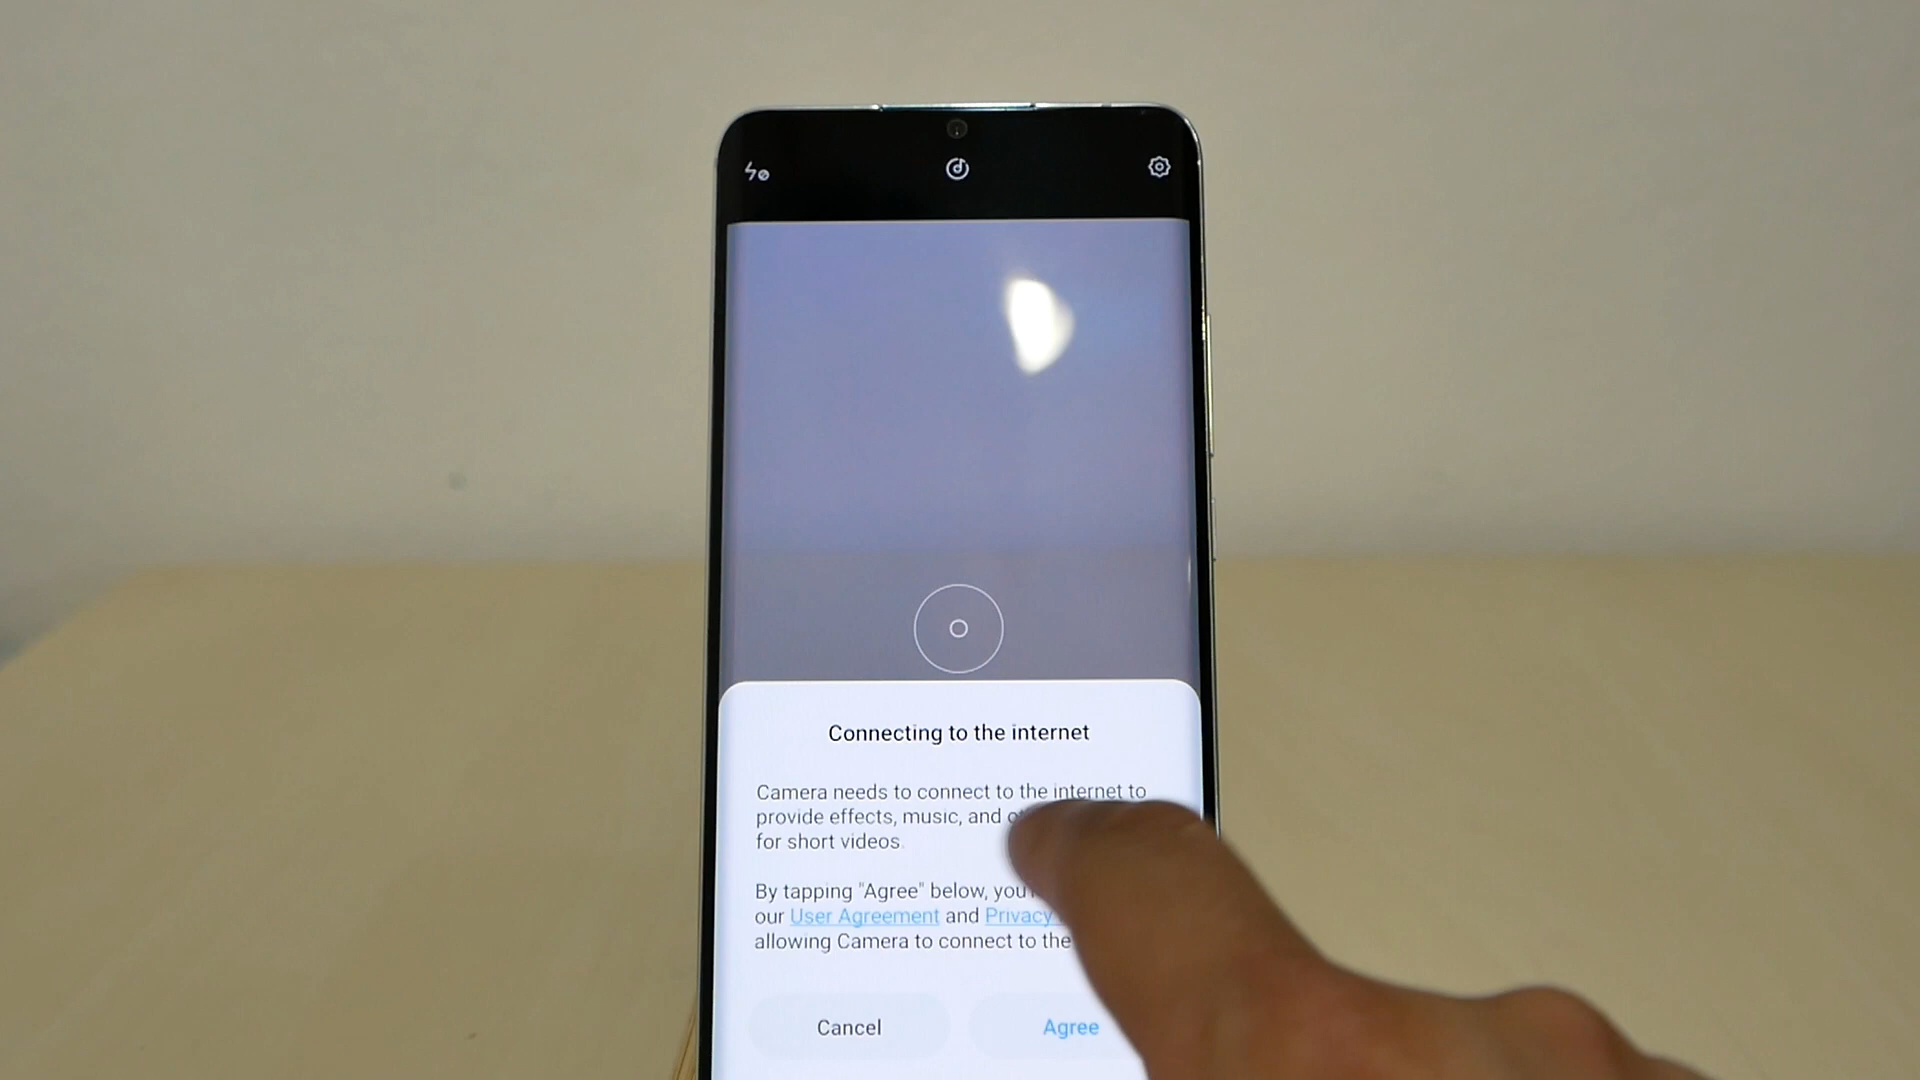 Connecting to the internet
Camera needs to connect to the internet to
provide effects, music, and
for short videos.
By tapping "Agree" below,
our User Agreement and Privacy
allowing Camera to connect to the
Cancel
Agree